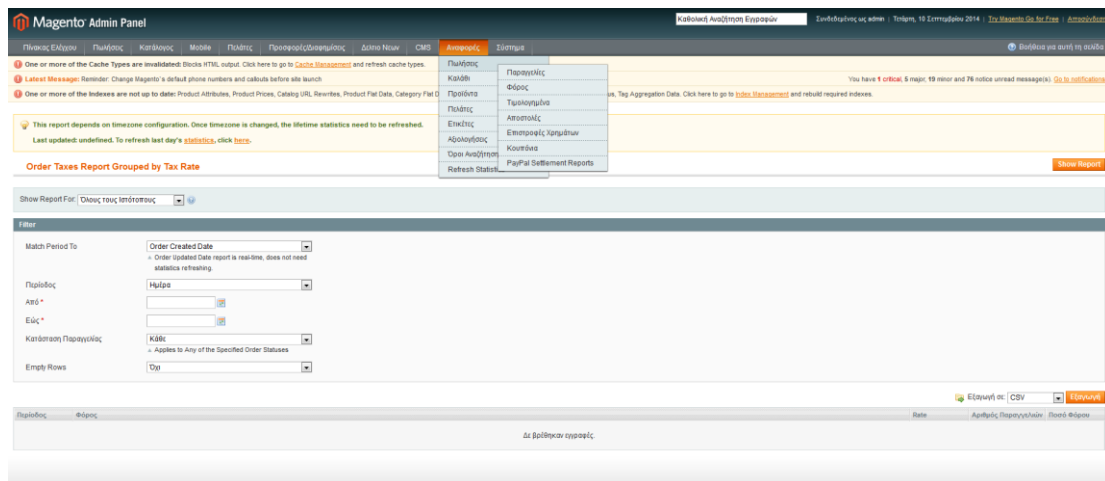 Magento Admin Panel
Καθολική Αναζήτηση Εγγραφών
Συνδεδεμένος ως admin | Τετάρτη, 10 Σεπτεμβρίου 2014 | Try Magento Go for Free | Αποσύνδεση
Πίνακας Ελέγχου Πωλήσεις Κατάλογος Mobile Πελάτες Προσφορές/Διαφημίσεις Δελτίο Νέων CMS Αναφορές Σύστημα
Βοήθεια για αυτή τη σελίδα
One or more of the Cache Types are invalidated: Blocks HTML output. Click here to go to Cache Management and refresh cache types.
Latest Message: Reminder: Change Magento's default phone numbers and callouts before site launch
You have 1 critical, 5 major, 19 minor and 76 notice unread message(s). Go to notifications
One or more of the Indexes are not up to date: Product Attributes, Product Prices, Catalog URL Rewrites, Product Flat Data, Category Flat D
us, Tag Aggregation Data. Click here to go to Index Management and rebuild required indexes.
Πωλήσεις
Καλάθι
Προϊόντα
Πελάτες
Ετικέτες
Αξιολογήσεις
Όροι Αναζήτηση
Refresh Statistic
Παραγγελίες
Φόρος
Τιμολογημένα
Αποστολές
Επιστροφές Χρημάτων
Κουπόνια
PayPal Settlement Reports
This report depends on timezone configuration. Once timezone is changed, the lifetime statistics need to be refreshed.
Last updated: undefined. To refresh last day's statistics, click here.
Order Taxes Report Grouped by Tax Rate
Show Report
Show Report For: Όλους τους Ιστότοπους
Filter
Match Period To Order Created Date
Order Updated Date report is real-time, does not need
statistics refreshing.
Περίοδος Ημέρα
Από *
Εώς *
Κατάσταση Παραγγελίας Κάθε
Applies to Any of the Specified Order Statuses
Empty Rows Όχι
Εξαγωγή σε: CSV Εξαγωγή
Περίοδος Φόρος Rate Αριθμός Παραγγελιών Ποσό Φόρου
Δε βρέθηκαν εγγραφές.